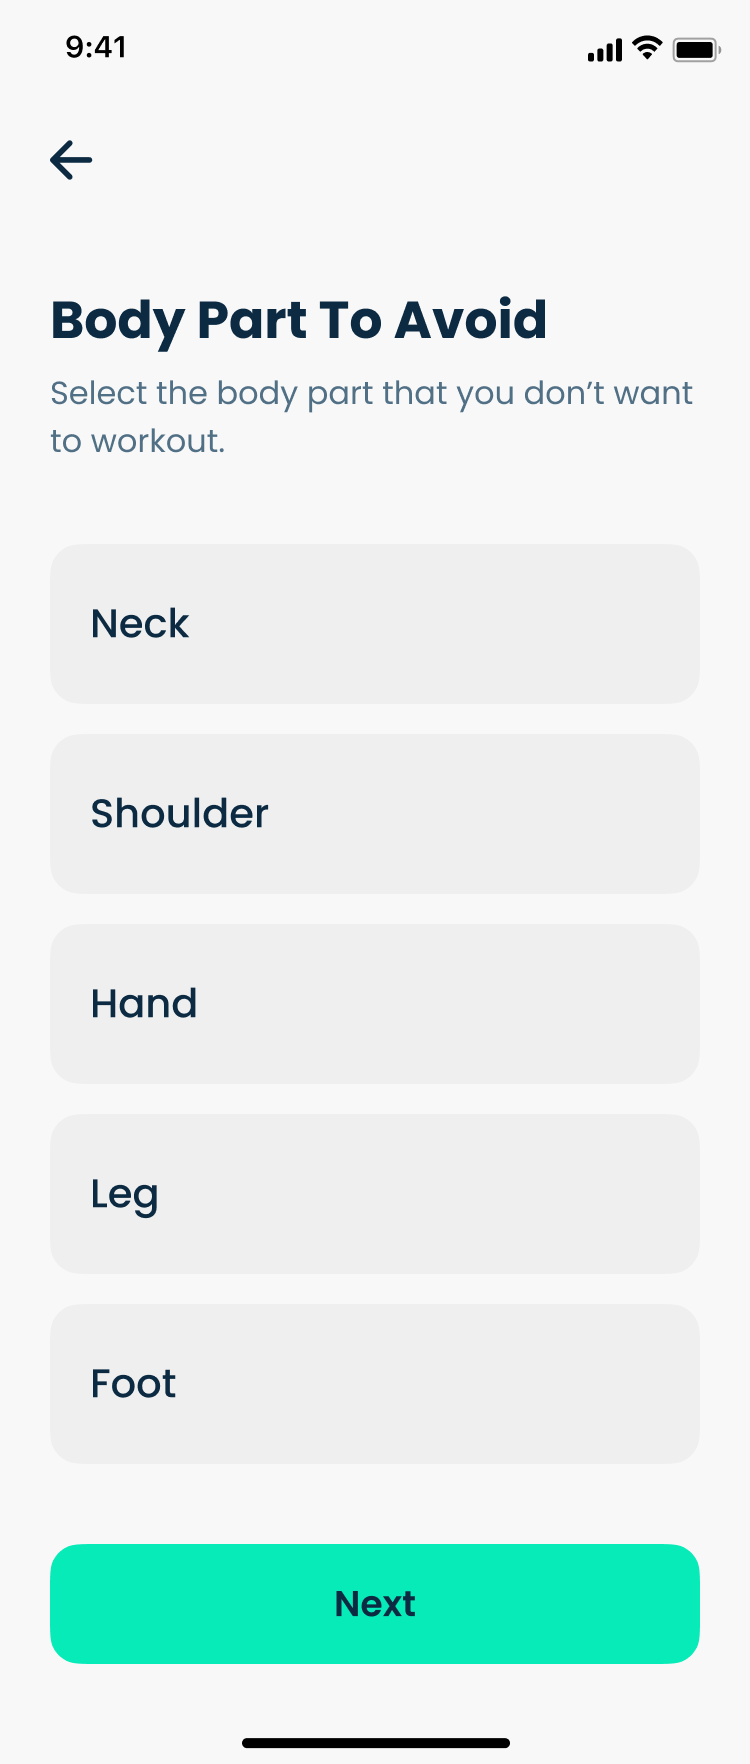 9:41
Body Part To Avoid
Select the body part that you don’t want
to workout.
Neck
Shoulder
Hand
Leg
Foot
Next